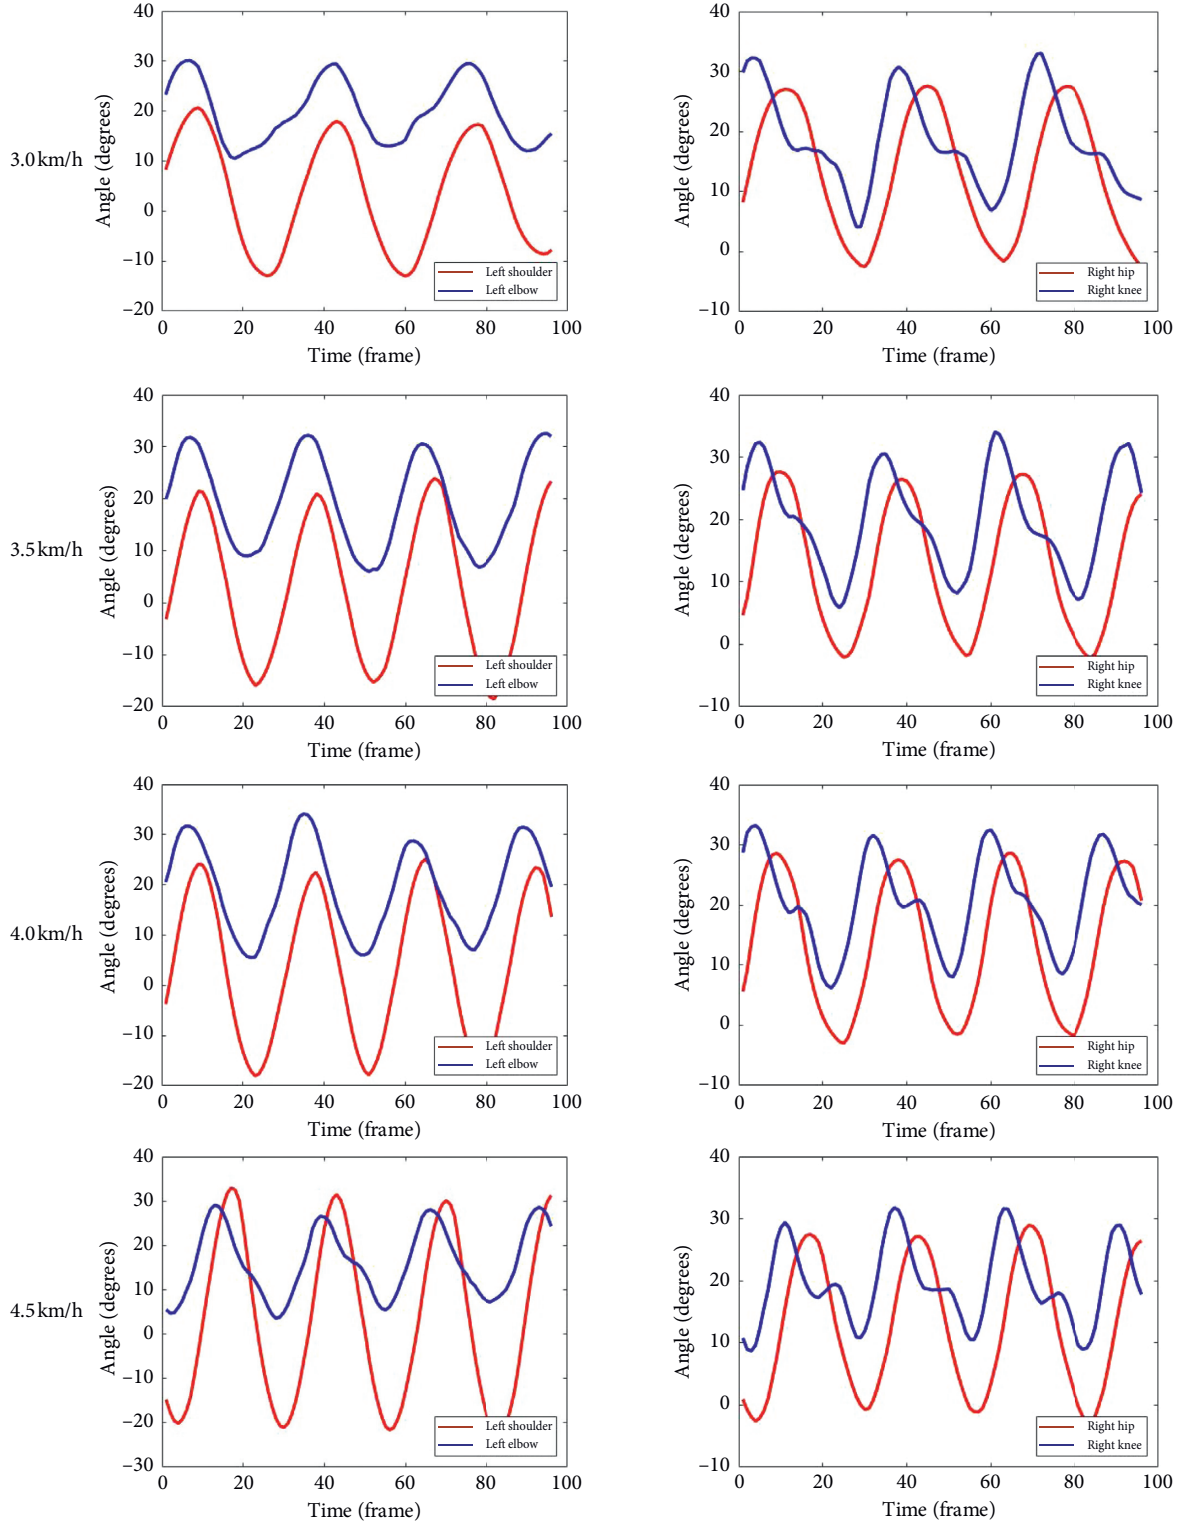 3.0 km/h
Angle (degrees)
40
30
20
10
0
–10
–20
0 20 40 60 80 100
Time (frame)
Left shoulder
Left elbow
Angle (degrees)
40
30
20
10
0
–10
0 20 40 60 80 100
Time (frame)
Right hip
Right knee
3.5 km/h
Angle (degrees)
40
30
20
10
0
–10
–20
0 20 40 60 80 100
Time (frame)
Left shoulder
Left elbow
Angle (degrees)
40
30
20
10
0
–10
0 20 40 60 80 100
Time (frame)
Right hip
Right knee
4.0 km/h
Angle (degrees)
40
30
20
10
0
–10
–20
0 20 40 60 80 100
Time (frame)
Left shoulder
Left elbow
Angle (degrees)
40
30
20
10
0
–10
0 20 40 60 80 100
Time (frame)
Right hip
Right knee
4.5 km/h
Angle (degrees)
40
30
20
10
0
–10
–20
–30
0 20 40 60 80 100
Time (frame)
Left shoulder
Left elbow
Angle (degrees)
40
30
20
10
0
–10
0 20 40 60 80 100
Time (frame)
Right hip
Right knee